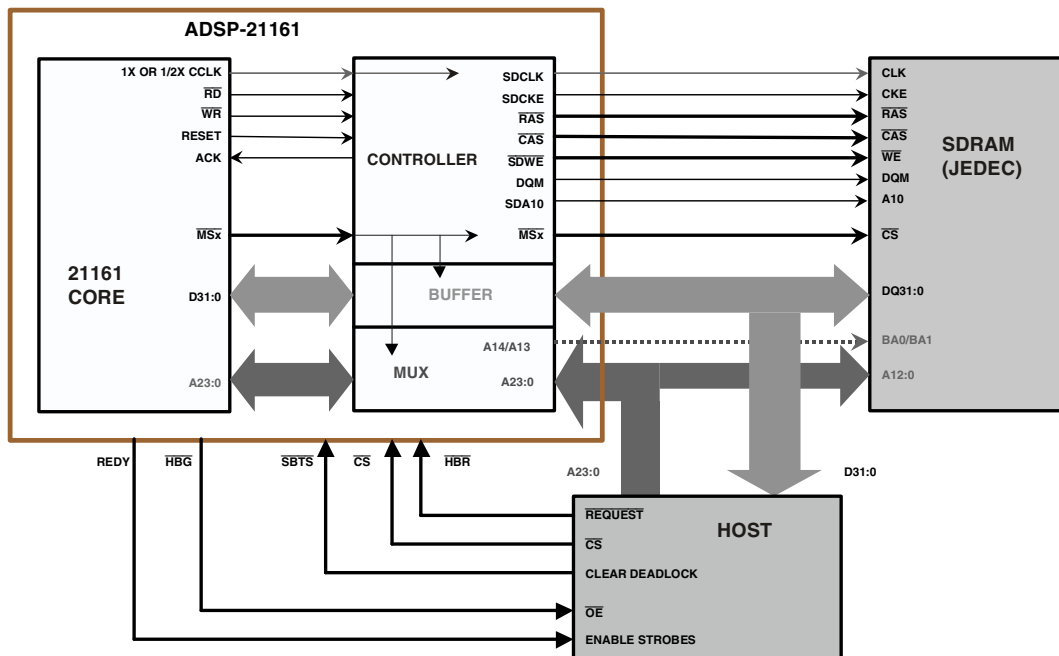 ADSP-21161
1X OR 1/2X CCLK
RD
WR
RESET
ACK
MSx
21161
CORE
D31:0
A23:0
CONTROLLER
SDCLK
SDCKE
RAS
CAS
SDWE
DQM
SDA10
MSx
BUFFER
A14/A13
MUX
A23:0
CLK
CKE
RAS
CAS
WE
DQM
A10
CS
SDRAM
(JEDEC)
DQ31:0
BA0/BA1
A12:0
REDY
HBG
SBTS
CS
HBR
A23:0
D31:0
REQUEST
HOST
CS
CLEAR DEADLOCK
OE
ENABLE STROBES